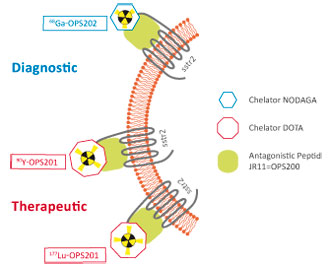 ⁶⁸Ga-OPS202
Diagnostic
sstr2
Chelator NODAGA
Chelator DOTA
sstr2
Antagonistic Peptid
JR11=OPS200
⁹⁰Y-OPS201
sstr2
Therapeutic
¹⁷⁷Lu-OPS201